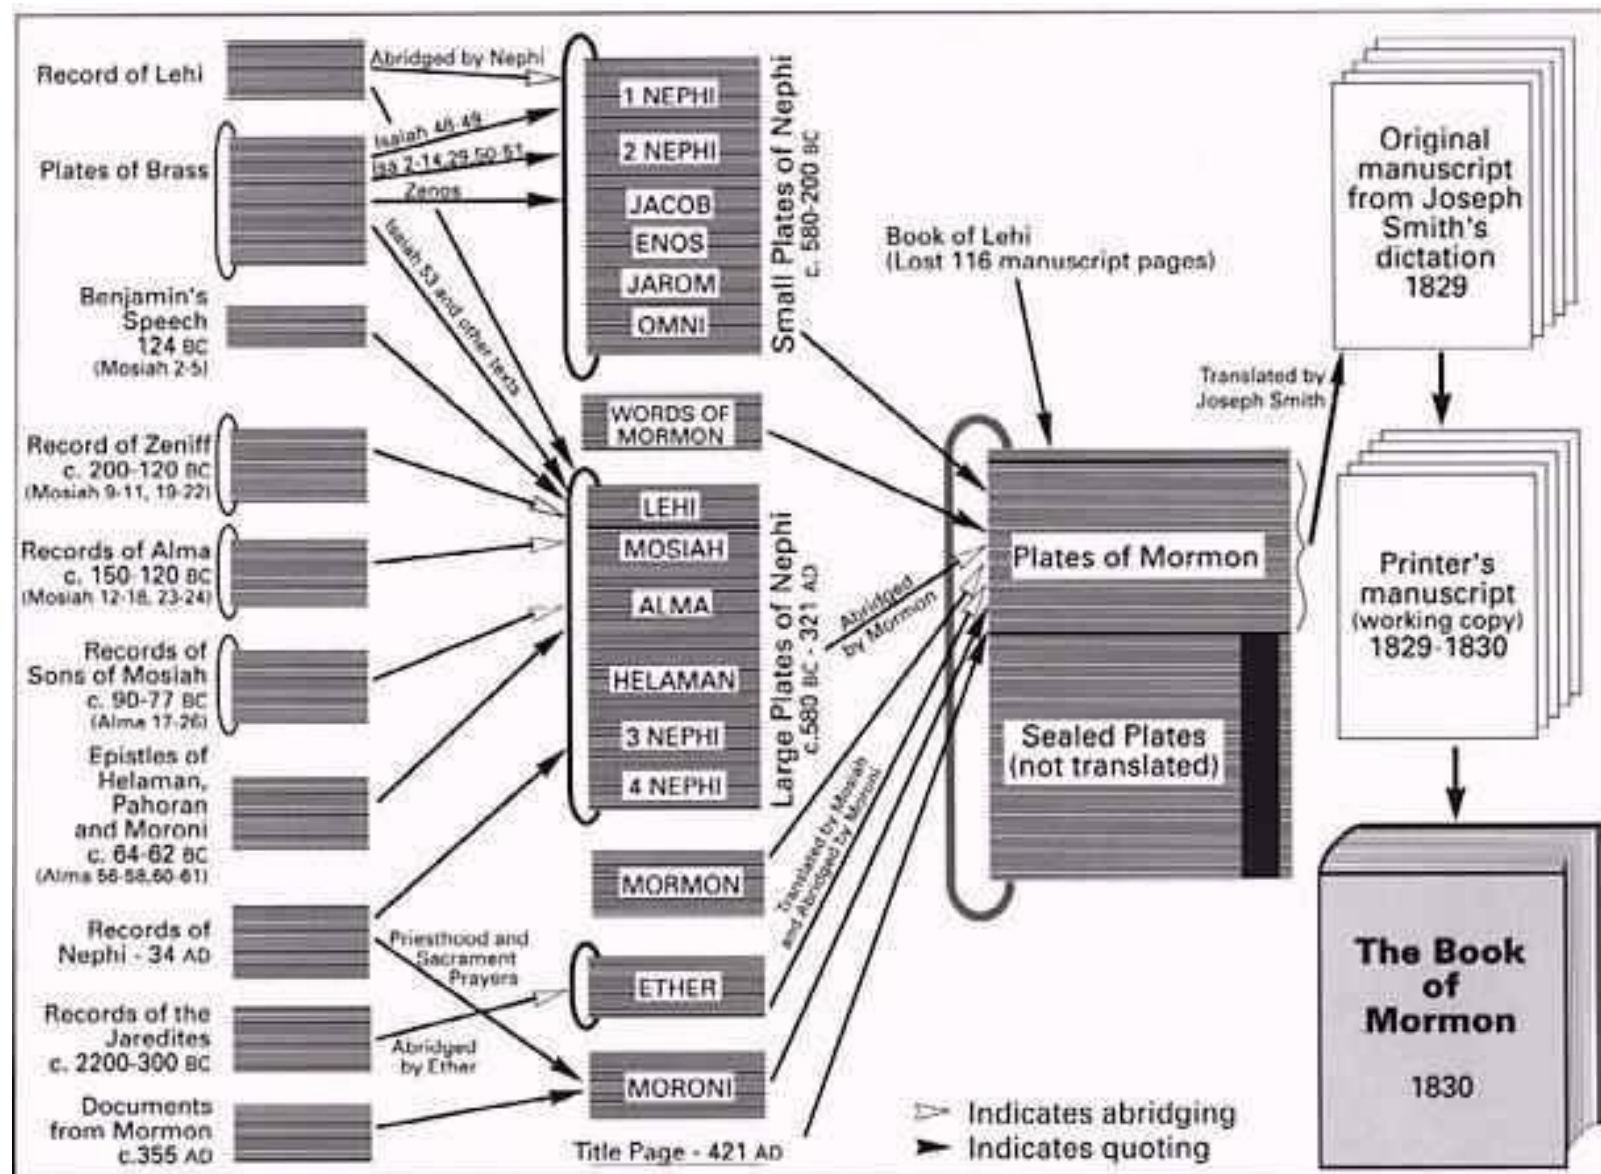 Record of Lehi
Plates of Brass
Benjamin's
Speech
124 BC
(Mosiah 2-5)
Record of Zeniff
c. 200-120 BC
(Mosiah 9-11, 19-22)
Records of Alma
c. 150-120 BC
(Mosiah 12-18, 23-24)
Records of
Sons of Mosiah
c. 90-77 BC
(Alma 17-26)
Epistles of
Helaman,
Pahoran
and Moroni
c. 64-62 BC
(Alma 56-58,60-61)
Records of
Nephi - 34 AD
Records of the
Jaredites
c. 2200-300 BC
Documents
from Mormon
c.355 AD
Abridged by Nephi
Isaiah 48-49
Isa 2-14,29,50-51
Zenos
Isaiah 53 and other texts
Priesthood and
Sacrament
Prayers
Abridged
by Ether
1 NEPHI
2 NEPHI
JACOB
ENOS
JAROM
OMNI
Small Plates of Nephi
c. 580-200 BC
WORDS OF
MORMON
LEHI
MOSIAH
ALMA
HELAMAN
3 NEPHI
4 NEPHI
Large Plates of Nephi
c.580 BC - 321 AD
MORMON
ETHER
MORONI
Title Page - 421 AD
Abridged
by Mormon
Translated by Mosiah
and Abridged by Moroni
Book of Lehi
(Lost 116 manuscript pages)
Plates of Mormon
Sealed Plates
(not translated)
Translated by
Joseph Smith
Original
manuscript
from Joseph
Smith's
dictation
1829
Printer's
manuscript
(working copy)
1829-1830
The Book
of
Mormon
1830
Indicates abridging
Indicates quoting